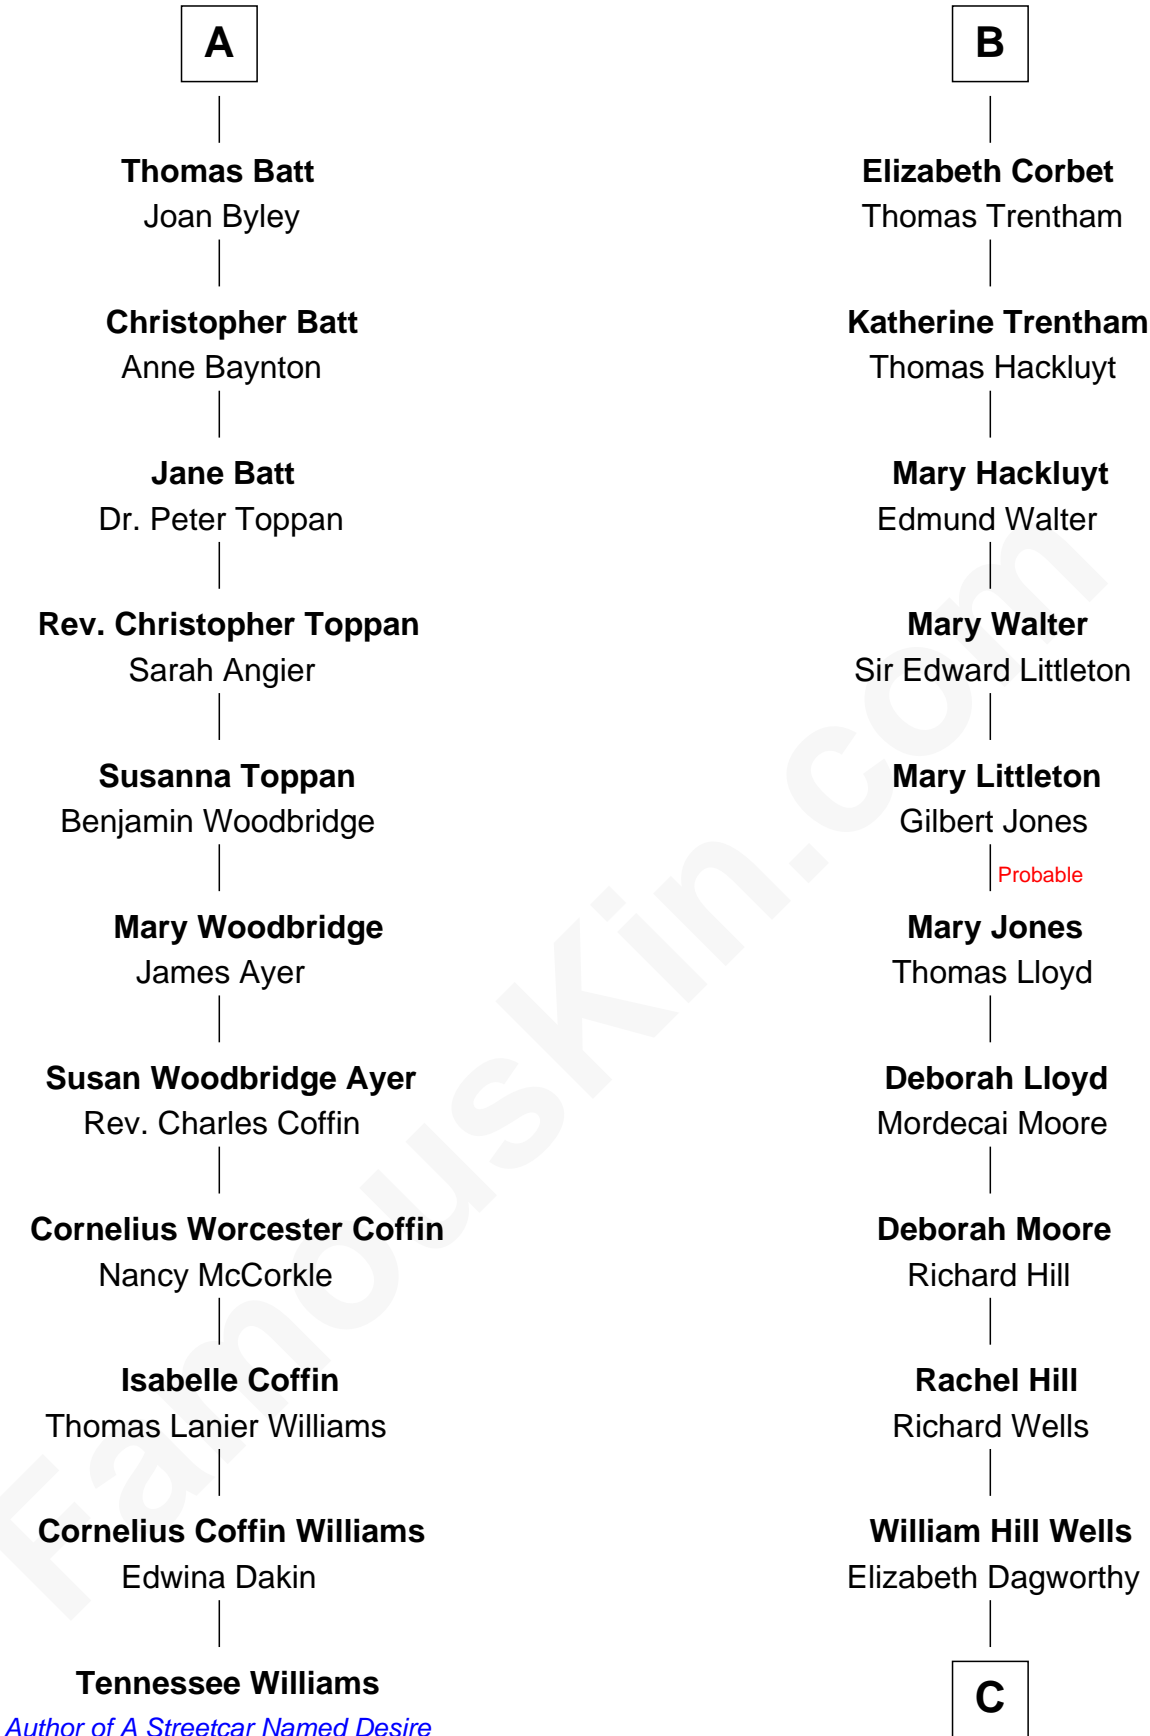 A
Thomas Batt
Joan Byley
Christopher Batt
Anne Baynton
Jane Batt
Dr. Peter Toppan
Rev. Christopher Toppan
Sarah Angier
Susanna Toppan
Benjamin Woodbridge
Mary Woodbridge
James Ayer
Susan Woodbridge Ayer
Rev. Charles Coffin
Cornelius Worcester Coffin
Nancy McCorkle
Isabelle Coffin
Thomas Lanier Williams
Cornelius Coffin Williams
Edwina Dakin
Tennessee Williams
Author of A Streetcar Named Desire
B
Elizabeth Corbet
Thomas Trentham
Katherine Trentham
Thomas Hackluyt
Mary Hackluyt
Edmund Walter
Mary Walter
Sir Edward Littleton
Mary Littleton
Gilbert Jones
Probable
Mary Jones
Thomas Lloyd
Deborah Lloyd
Mordecai Moore
Deborah Moore
Richard Hill
Rachel Hill
Richard Wells
William Hill Wells
Elizabeth Dagworthy
C
FamousKin.com